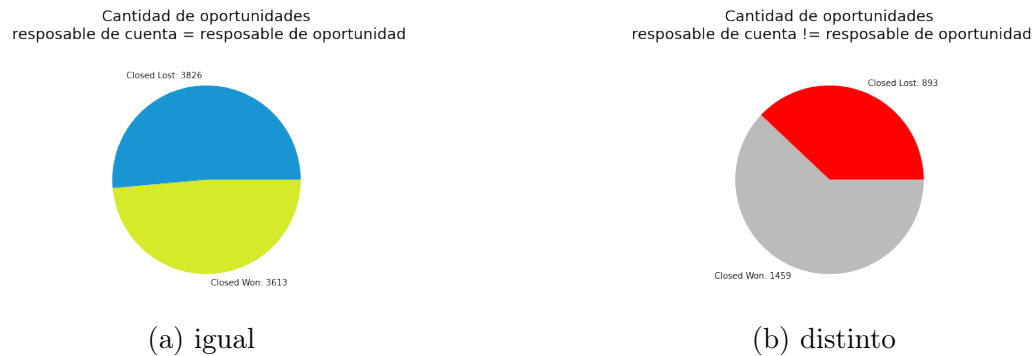 Cantidad de oportunidades
resposable de cuenta = resposable de oportunidad
Closed Lost: 3826
Closed Won: 3613
(a) igual
Cantidad de oportunidades
resposable de cuenta != resposable de oportunidad
Closed Lost: 893
Closed Won: 1459
(b) distinto